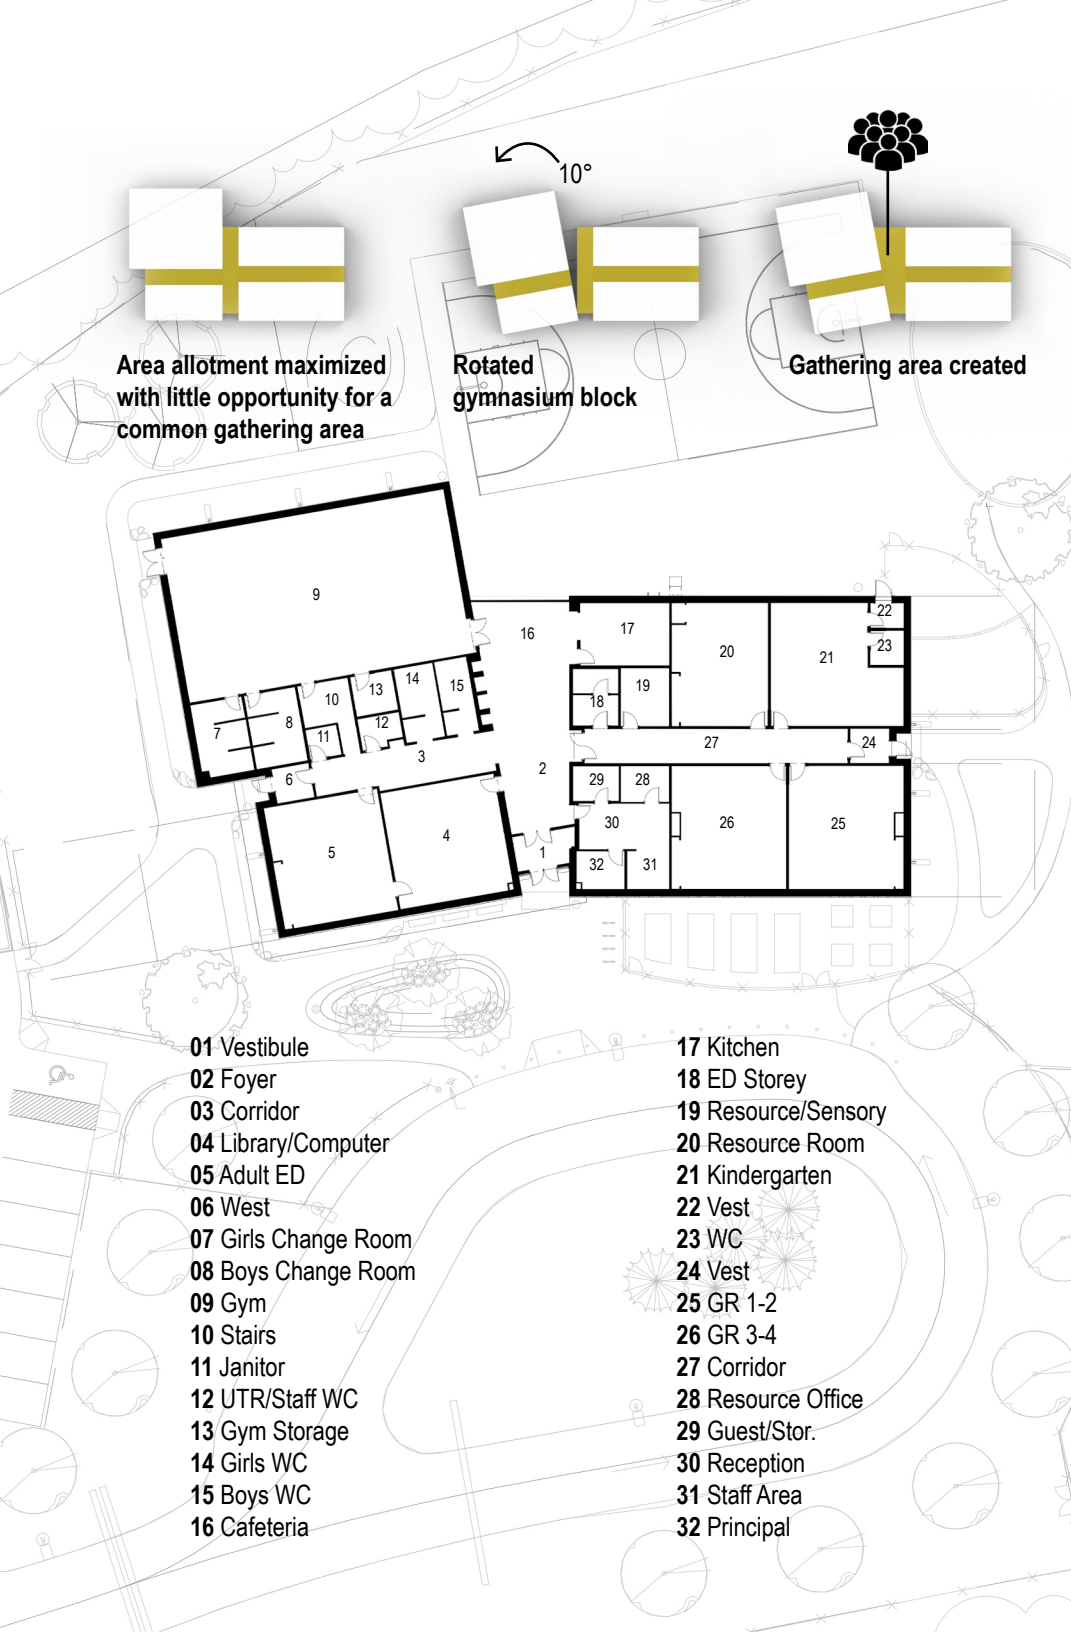 10°
Area allotment maximized
with little opportunity for a
common gathering area
Rotated
gymnasium block
Gathering area created
9
16
17
20
21
22
23
19
18
15
14
13
12
10
11
8
7
6
3
2
27
24
5
4
1
29
28
30
32
31
26
25
01 Vestibule
02 Foyer
03 Corridor
04 Library/Computer
05 Adult ED
06 West
07 Girls Change Room
08 Boys Change Room
09 Gym
10 Stairs
11 Janitor
12 UTR/Staff WC
13 Gym Storage
14 Girls WC
15 Boys WC
16 Cafeteria
17 Kitchen
18 ED Storey
19 Resource/Sensory
20 Resource Room
21 Kindergarten
22 Vest
23 WC
24 Vest
25 GR 1-2
26 GR 3-4
27 Corridor
28 Resource Office
29 Guest/Stor.
30 Reception
31 Staff Area
32 Principal